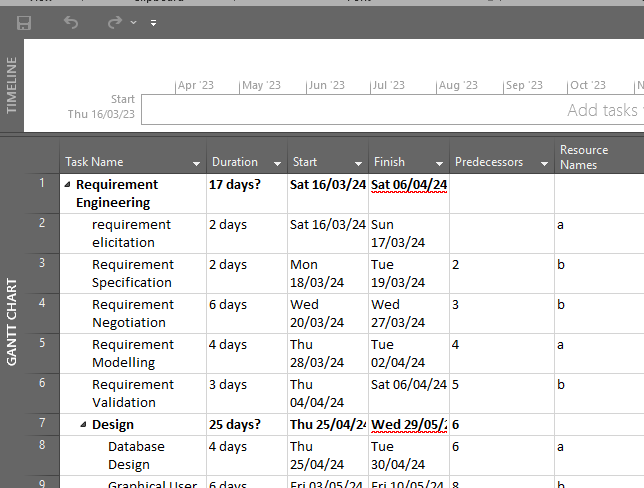 TIMELINE
Apr '23
May '23
Jun '23
Jul '23
Aug '23
Sep '23
Oct '23
Start
Thu 16/03/23
Add tasks
GANTT CHART
Task Name Duration Start Finish Predecessors Resource
Names
1 Requirement 17 days? Sat 16/03/24 Sat 06/04/24
Engineering
2 requirement 2 days Sat 16/03/24 Sun a
elicitation 17/03/24
3 Requirement 2 days Mon Tue 2 b
Specification 18/03/24 19/03/24
4 Requirement 6 days Wed Wed 3 b
Negotiation 20/03/24 27/03/24
5 Requirement 4 days Thu Tue 4 a
Modelling 28/03/24 02/04/24
6 Requirement 3 days Thu Sat 06/04/24 5 b
Validation 04/04/24
7 Design 25 days? Thu 25/04/24 Wed 29/05/ 6
8 Database 4 days Thu Tue 6 a
Design 25/04/24 30/04/24
9 Graphical User 6 days Fri 03/05 Fri 10/05/24 8 b